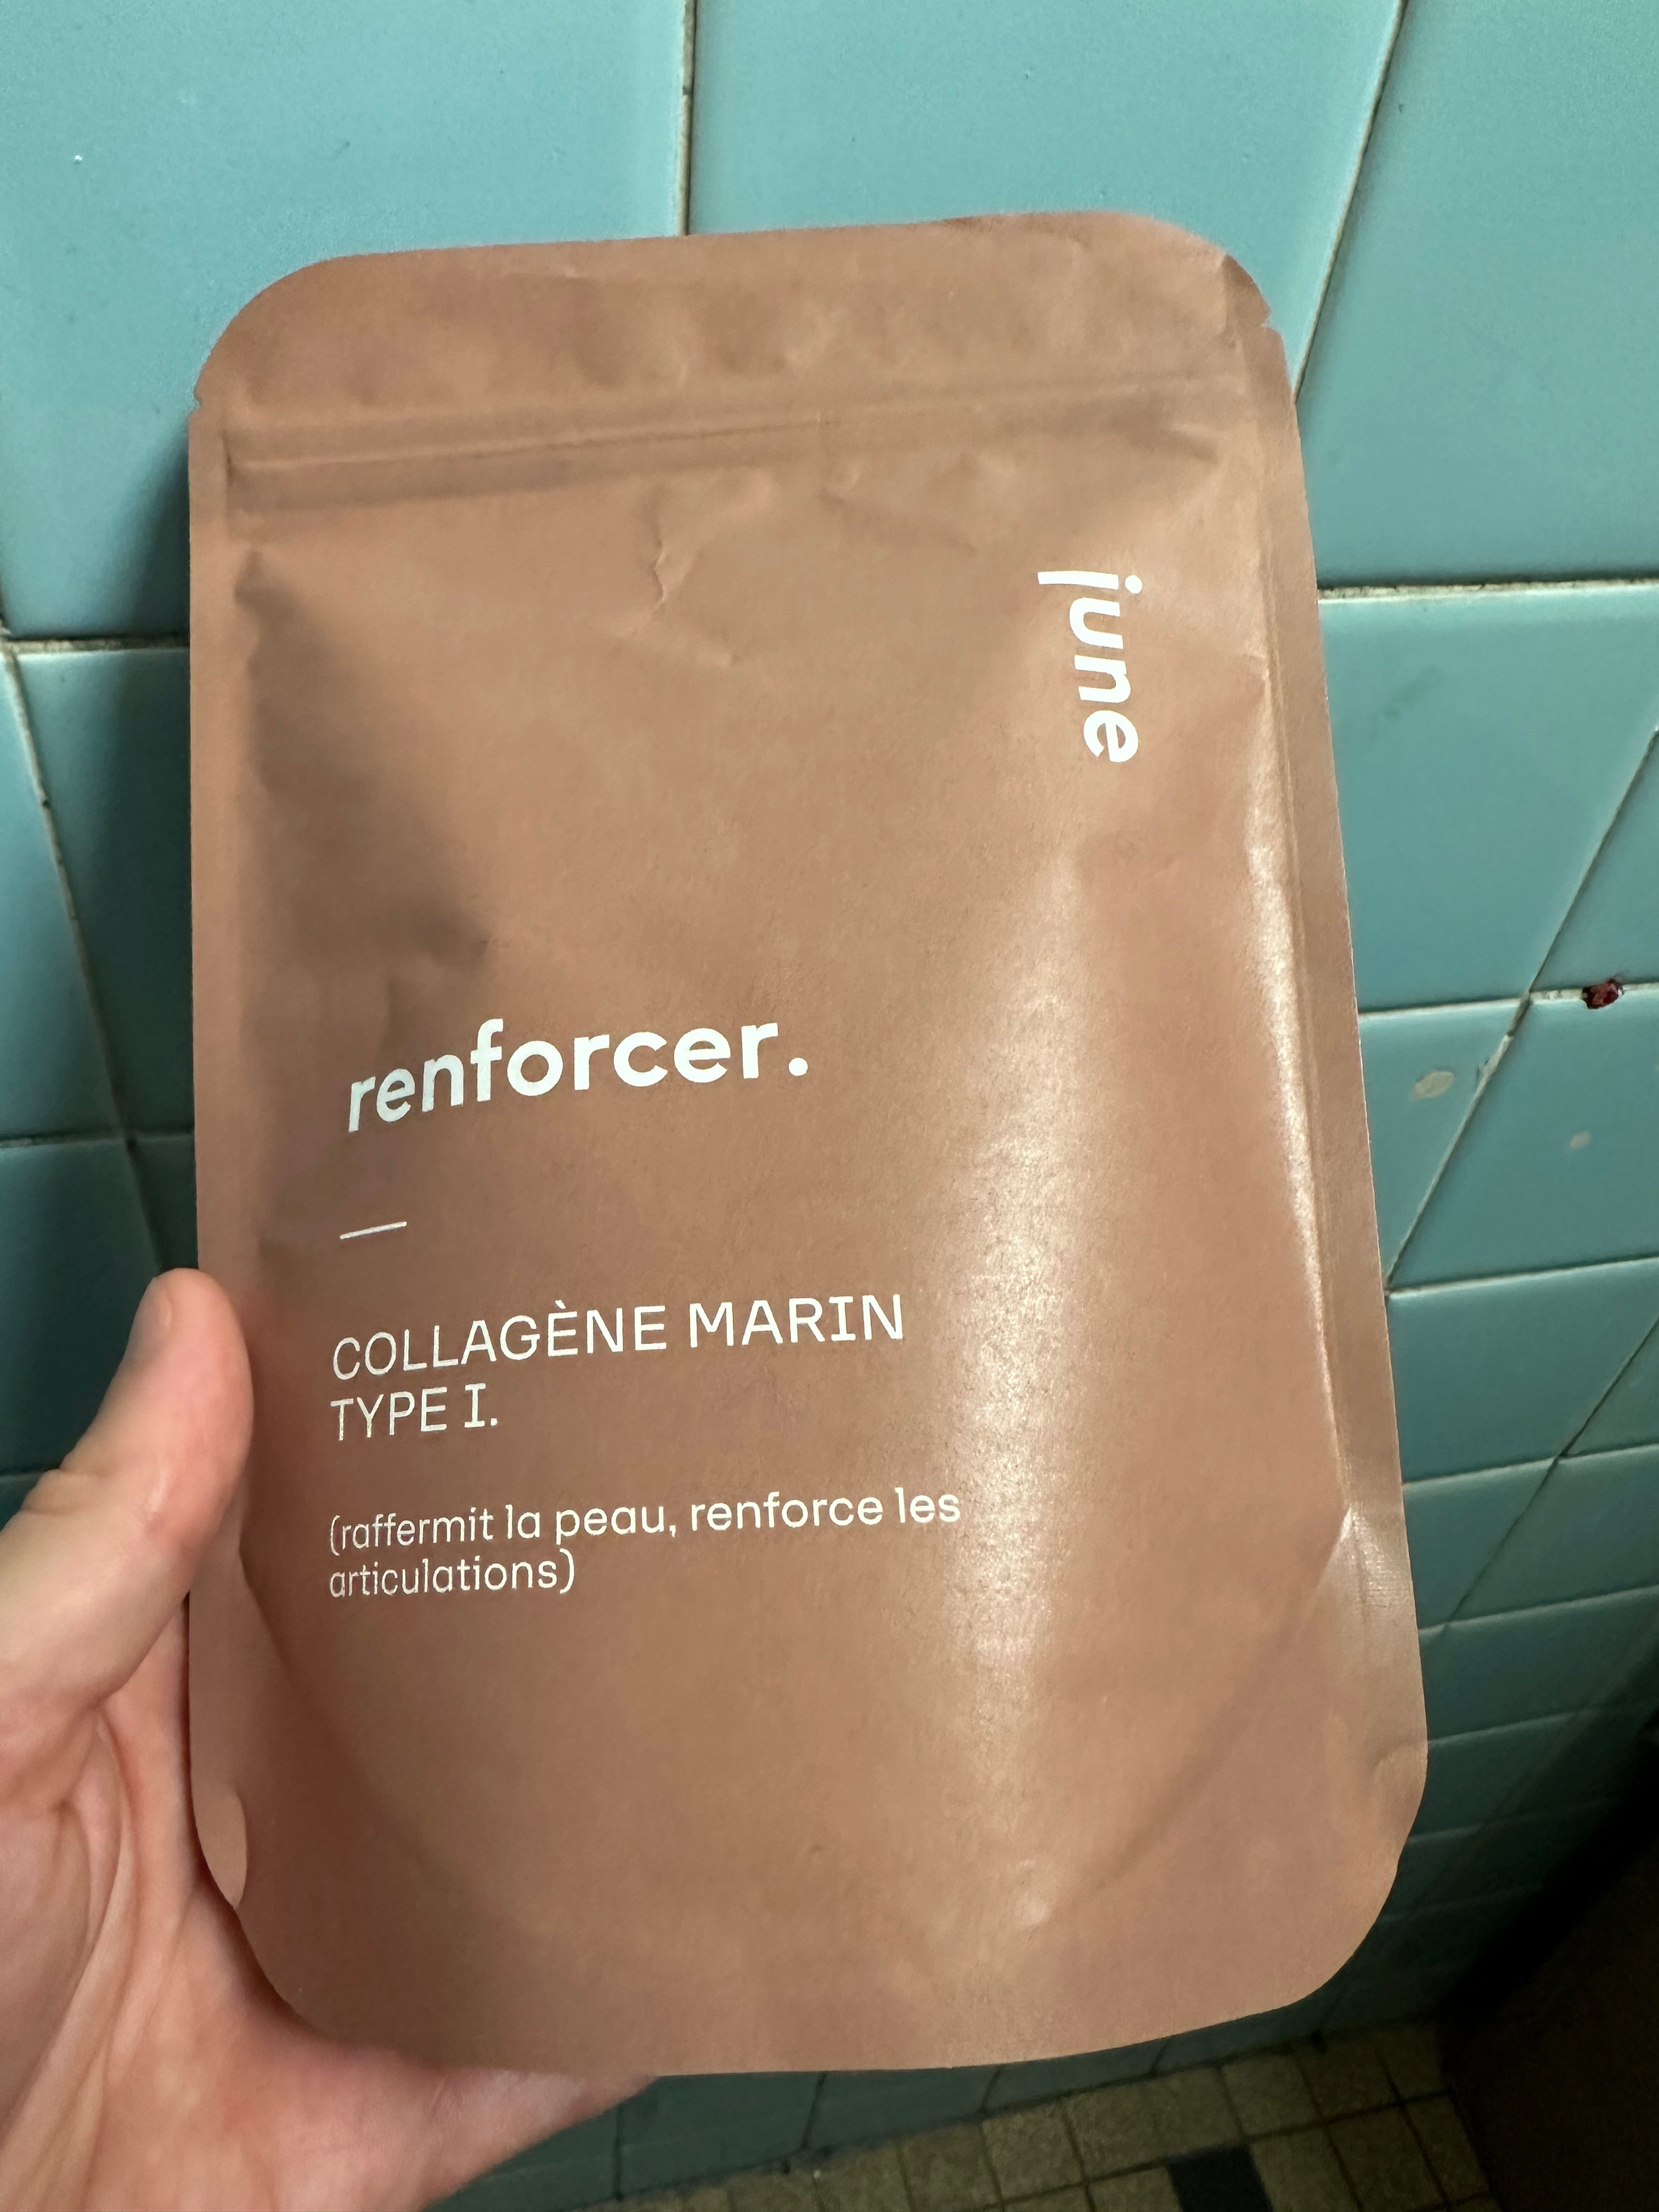 june
renforcer.
COLLAGÈNE MARIN
TYPE I.
(raffermit la peau, renforce les
articulations)